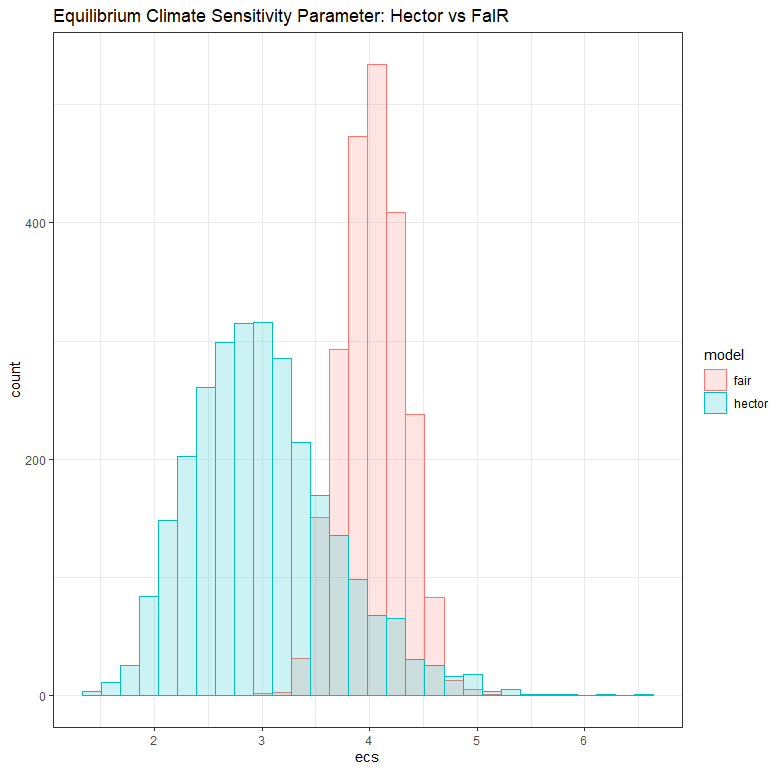 Equilibrium Climate Sensitivity Parameter: Hector vs FaIR
count
400
200
0
2 3 4 5 6
ecs
model
fair
hector